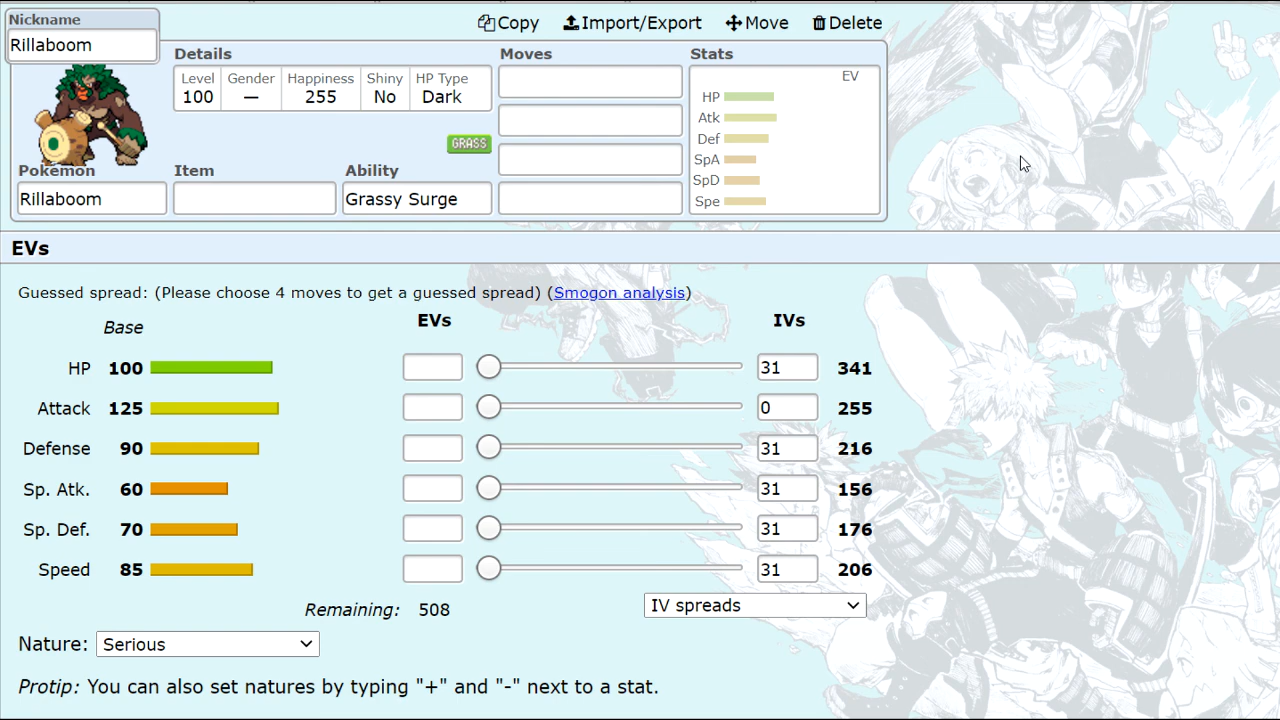 Nickname
Rillaboom
Copy Import/Export Move Delete
Details
Level Gender Happiness Shiny HP Type
100 — 255 No Dark
GRASS
Pokemon Item Ability
Rillaboom Grassy Surge
Moves
Stats
EV
HP
Atk
Def
SpA
SpD
Spe
EVs
Guessed spread: (Please choose 4 moves to get a guessed spread) (Smogon analysis)
Base EVs IVs
HP 100 31 341
Attack 125 0 255
Defense 90 31 216
Sp. Atk. 60 31 156
Sp. Def. 70 31 176
Speed 85 31 206
Remaining: 508 IV spreads
Nature: Serious
Protip: You can also set natures by typing "+" and "-" next to a stat.